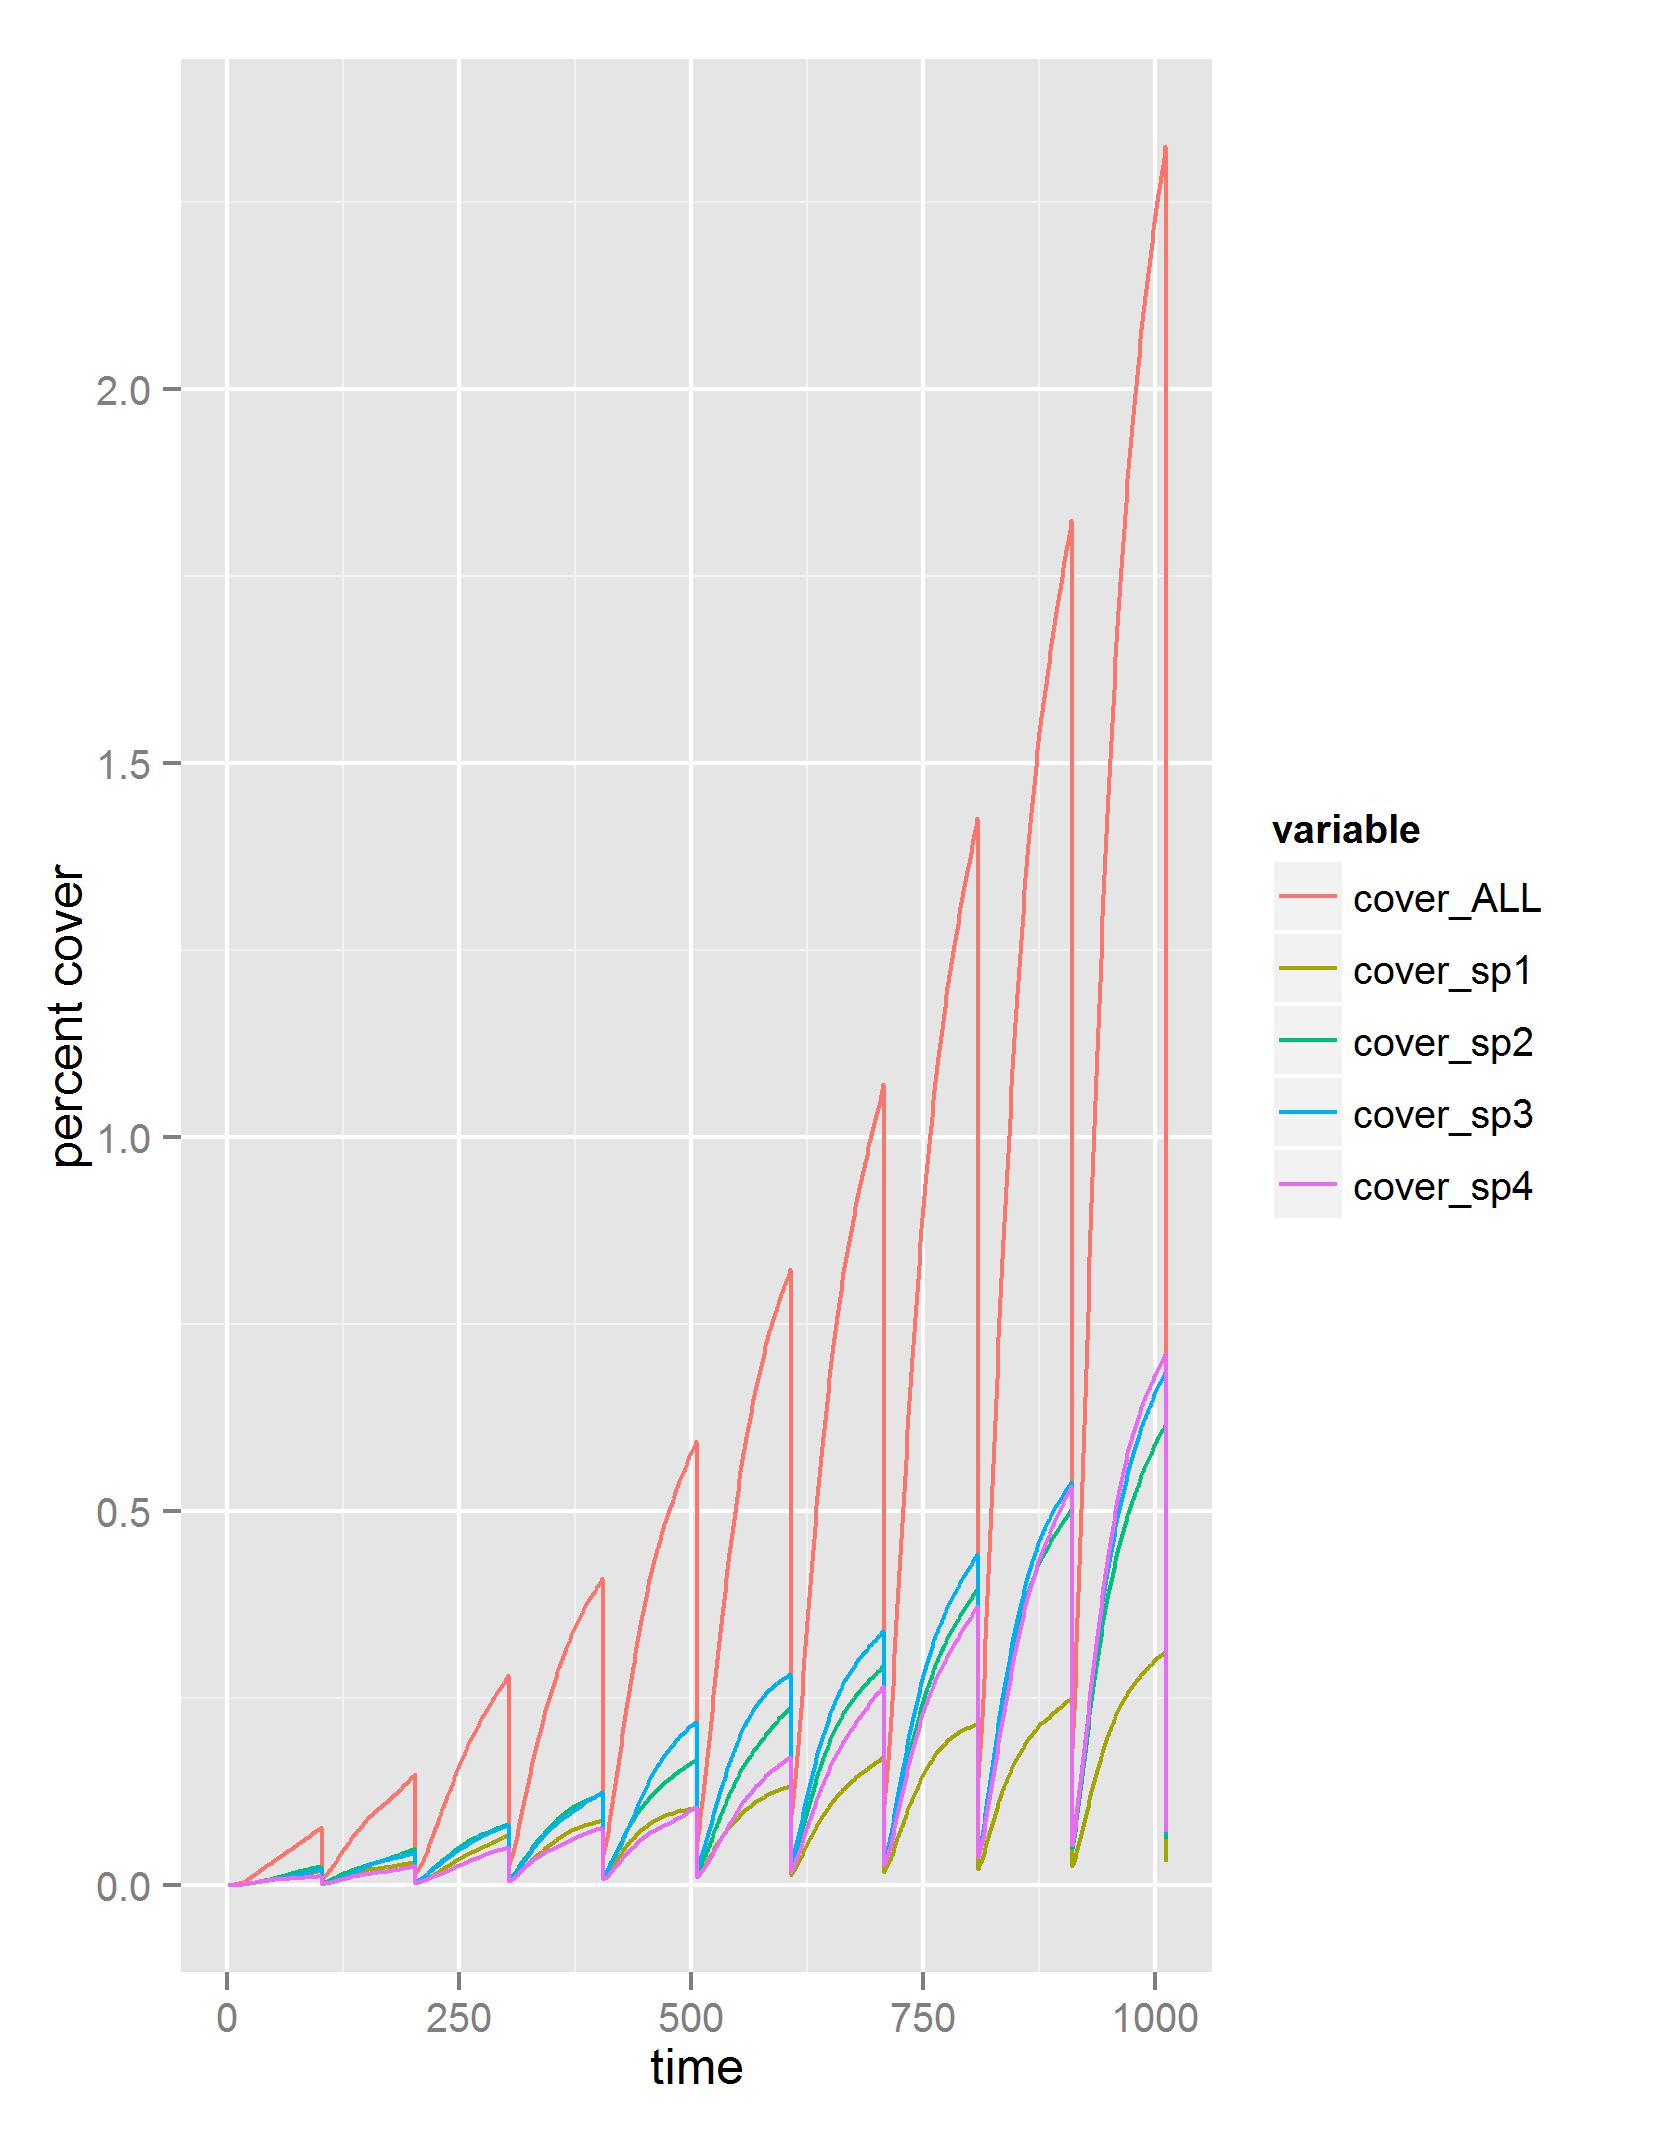 percent cover
2.0
1.5
1.0
0.5
0.0
0 250 500 750 1000
time
variable
cover_ALL
cover_sp1
cover_sp2
cover_sp3
cover_sp4